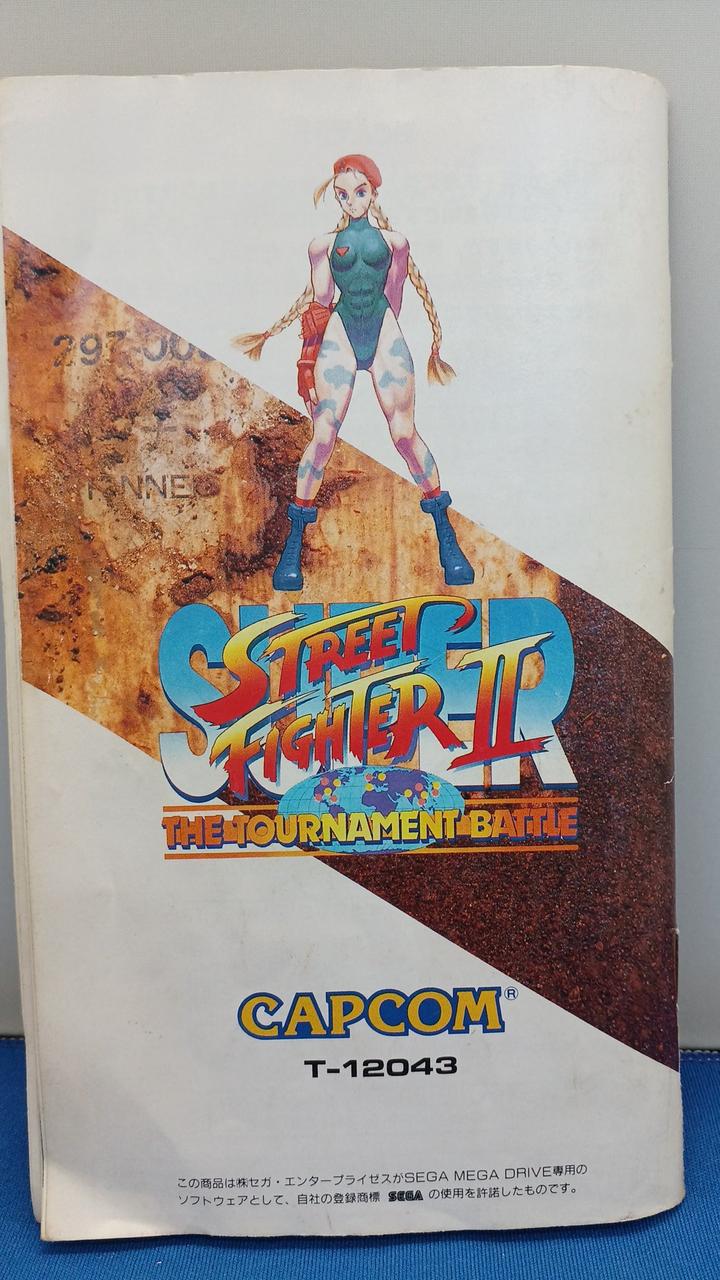 297-00
NNE
SUPER
STREET
FIGHTER II
THE TOURNAMENT BATTLE
CAPCOM®
T-12043
この商品は㈱セガ・エンタープライゼスがSEGA MEGA DRIVE専用の
ソフトウェアとして、自社の登録商標 SEGA の使用を許諾したものです。